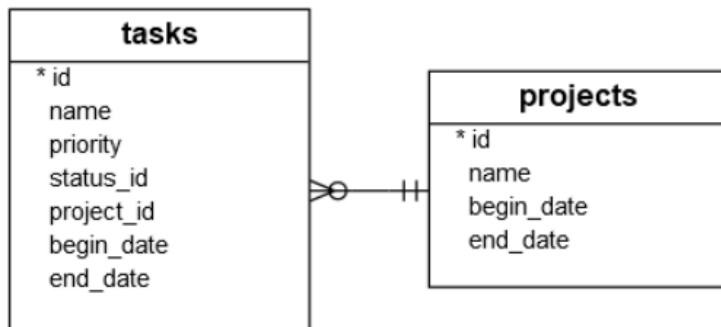 tasks
* id
name
priority
status_id
project_id
begin_date
end_date
projects
* id
name
begin_date
end_date